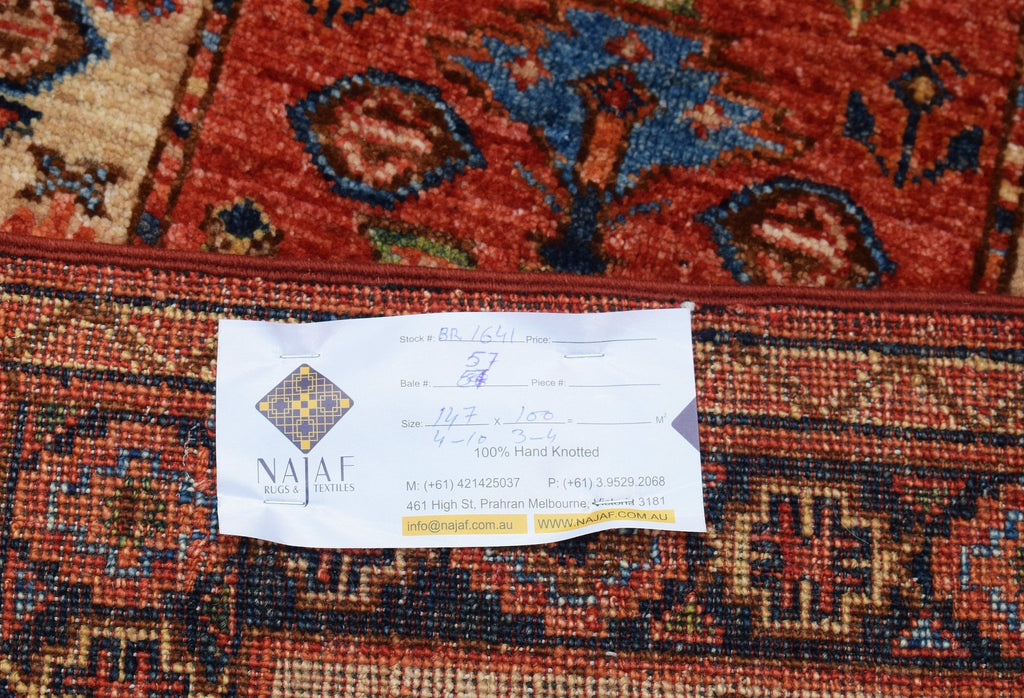 Stock #: BR 1641 Price:
57
Bale #: Piece #:
Size: 147 x 100 = M²
4-10 3-4
100% Hand Knotted
NAJAF
RUGS & TEXTILES
M: (+61) 421425037 P: (+61) 3.9529.2068
461 High St, Prahran Melbourne, Victoria 3181
info@najaf.com.au WWW.NAJAF.COM.AU